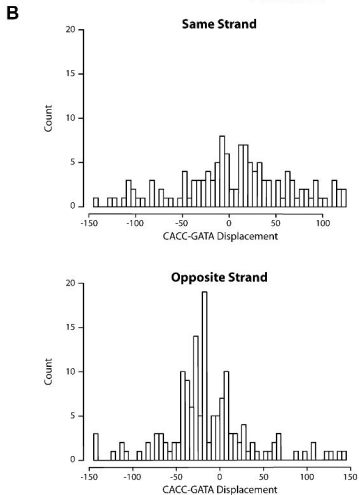 B
Same Strand
20
15
10
5
0
Count
-150 -100 -50 0 50 100
CACC-GATA Displacement
Opposite Strand
20
15
10
5
0
Count
-150 -100 -50 0 50 100 150
CACC-GATA Displacement